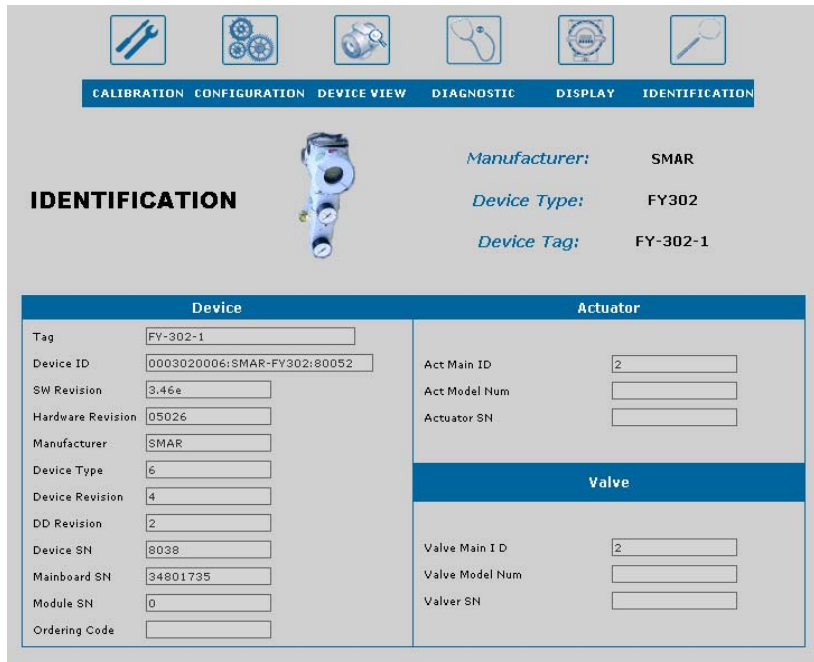 CALIBRATION CONFIGURATION DEVICE VIEW DIAGNOSTIC DISPLAY IDENTIFICATION
IDENTIFICATION
Manufacturer: SMAR
Device Type: FY302
Device Tag: FY-302-1
Device
Tag FY-302-1
Device ID 0003020006:SMAR-FY302:80052
SW Revision 3.46e
Hardware Revision 05026
Manufacturer SMAR
Device Type 6
Device Revision 4
DD Revision 2
Device SN 8038
Mainboard SN 34801735
Module SN 0
Ordering Code
Actuator
Act Main ID 2
Act Model Num
Actuator SN
Valve
Valve Main I D 2
Valve Model Num
Valver SN